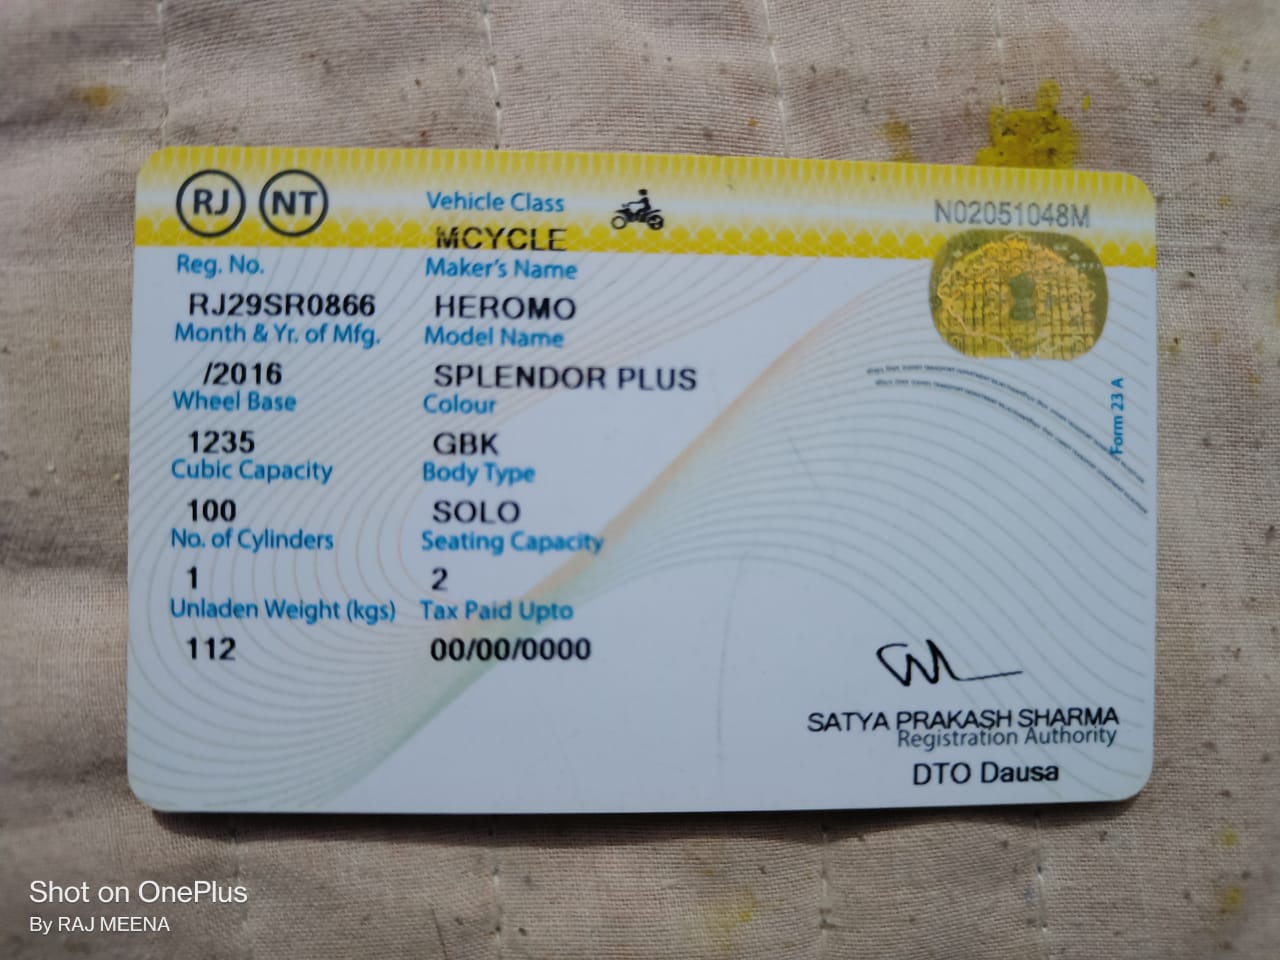 RJ NT
Vehicle Class
MCYCLE
N02051048M
Reg. No.
RJ29SR0866
Month & Yr. of Mfg.
/2016
Wheel Base
1235
Cubic Capacity
100
No. of Cylinders
1
Unladen Weight (kgs)
112
Maker's Name
HEROMO
Model Name
SPLENDOR PLUS
Colour
GBK
Body Type
SOLO
Seating Capacity
2
Tax Paid Upto
00/00/0000
Form 23 A
SATYA PRAKASH SHARMA
Registration Authority
DTO Dausa
Shot on OnePlus
By RAJ MEENA